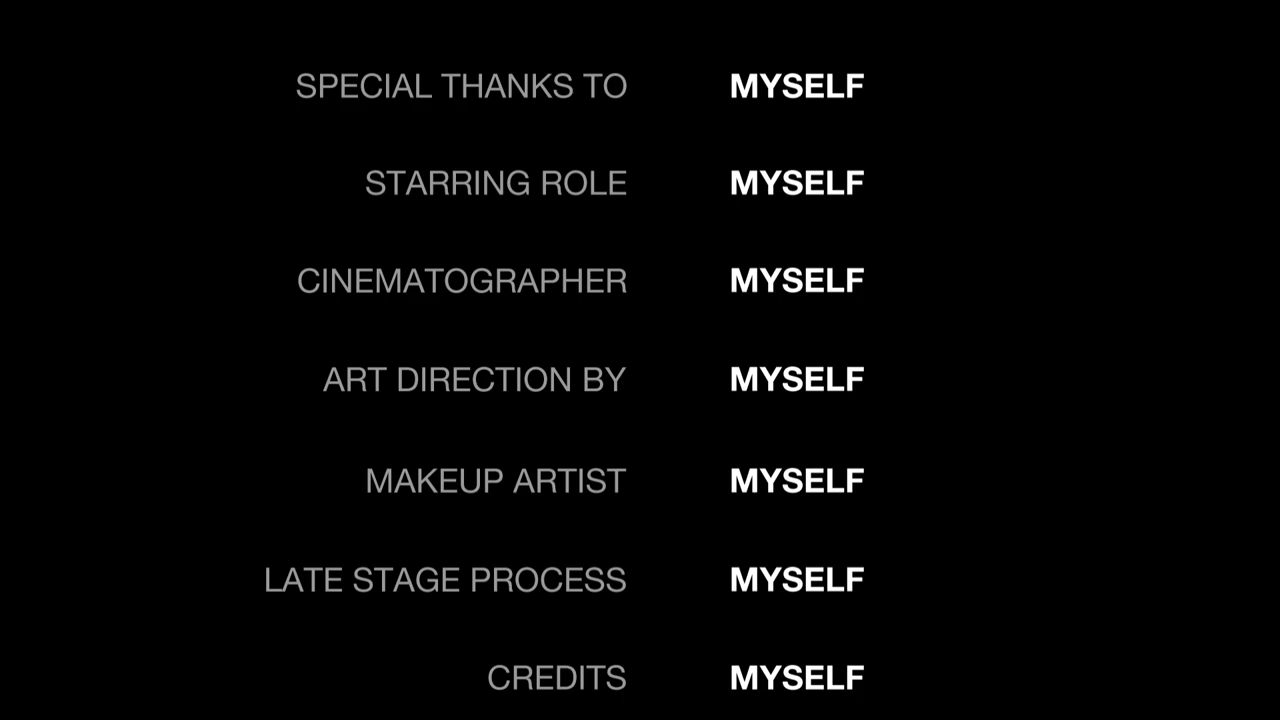 SPECIAL THANKS TO MYSELF
STARRING ROLE MYSELF
CINEMATOGRAPHER MYSELF
ART DIRECTION BY MYSELF
MAKEUP ARTIST MYSELF
LATE STAGE PROCESS MYSELF
CREDITS MYSELF